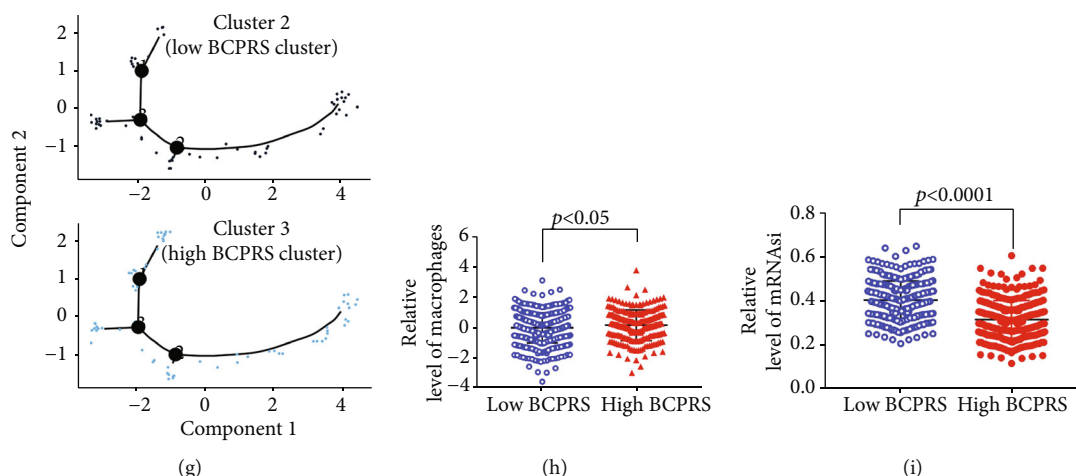 Component 2
2
1
0
−1
Cluster 2
(low BCPRS cluster)
−2
0
2
4
2
1
0
−1
Cluster 3
(high BCPRS cluster)
−2
0
2
4
Component 1
(g)
Relative
level of macrophages
6
4
2
0
−2
−4
p<0.05
Low BCPRS
High BCPRS
(h)
Relative
level of mRNAsi
0.8
0.6
0.4
0.2
0.0
p<0.0001
Low BCPRS
High BCPRS
(i)